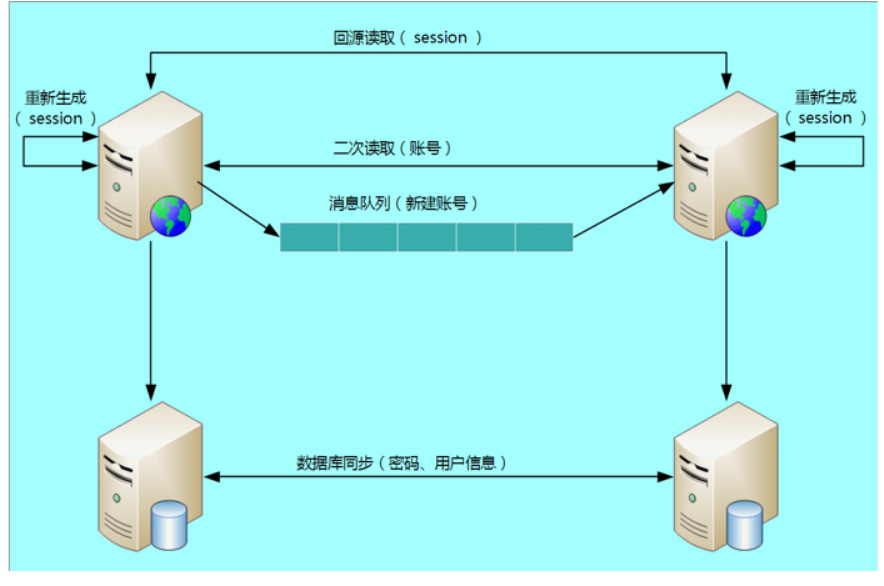 回源读取（ session ）
重新生成
（ session ）
重新生成
（ session ）
二次读取（账号）
消息队列（新建账号）
数据库同步（密码、用户信息）